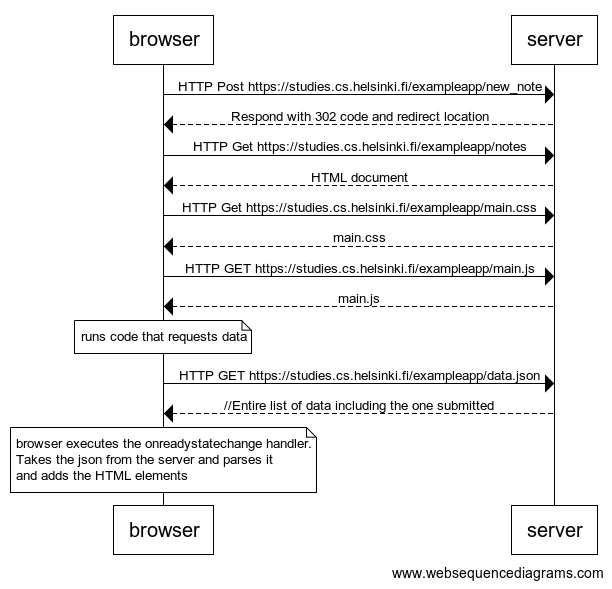 browser
server
HTTP Post https://studies.cs.helsinki.fi/exampleapp/new_note
Respond with 302 code and redirect location
HTTP Get https://studies.cs.helsinki.fi/exampleapp/notes
HTML document
HTTP Get https://studies.cs.helsinki.fi/exampleapp/main.css
main.css
HTTP GET https://studies.cs.helsinki.fi/exampleapp/main.js
main.js
runs code that requests data
HTTP GET https://studies.cs.helsinki.fi/exampleapp/data.json
//Entire list of data including the one submitted
browser executes the onreadystatechange handler.
Takes the json from the server and parses it
and adds the HTML elements
browser
server
www.websequencediagrams.com